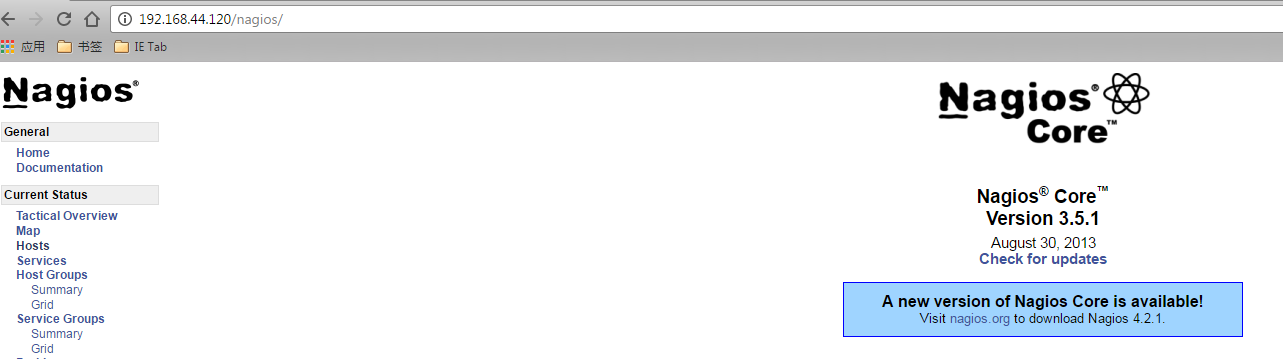 192.168.44.120/nagios/
应用 书签 IE Tab
Nagios®
General
Home
Documentation
Current Status
Tactical Overview
Map
Hosts
Services
Host Groups
Summary
Grid
Service Groups
Summary
Grid
Nagios®
Core™
Nagios® Core™
Version 3.5.1
August 30, 2013
Check for updates
A new version of Nagios Core is available!
Visit nagios.org to download Nagios 4.2.1.